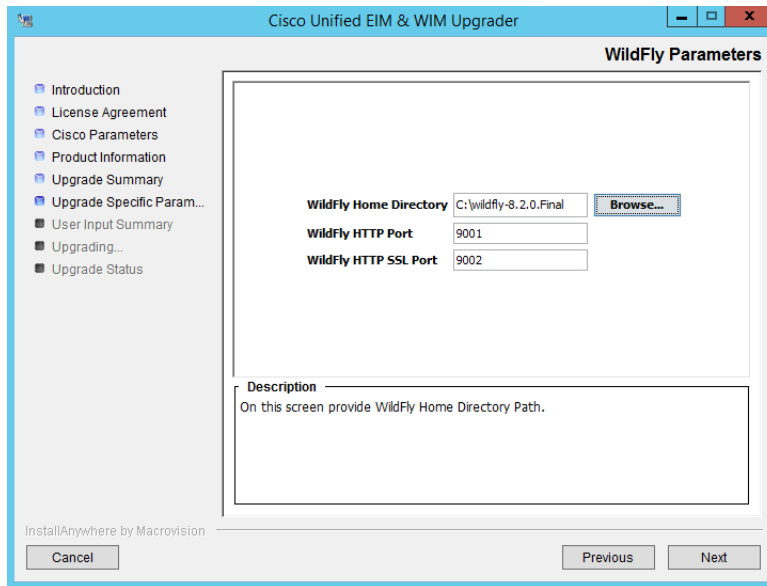 Cisco Unified EIM & WIM Upgrader
WildFly Parameters
Introduction
License Agreement
Cisco Parameters
Product Information
Upgrade Summary
Upgrade Specific Param...
User Input Summary
Upgrading...
Upgrade Status
WildFly Home Directory C:\wildfly-8.2.0.Final Browse...
WildFly HTTP Port 9001
WildFly HTTP SSL Port 9002
Description
On this screen provide WildFly Home Directory Path.
InstallAnywhere by Macrovision
Cancel Previous Next